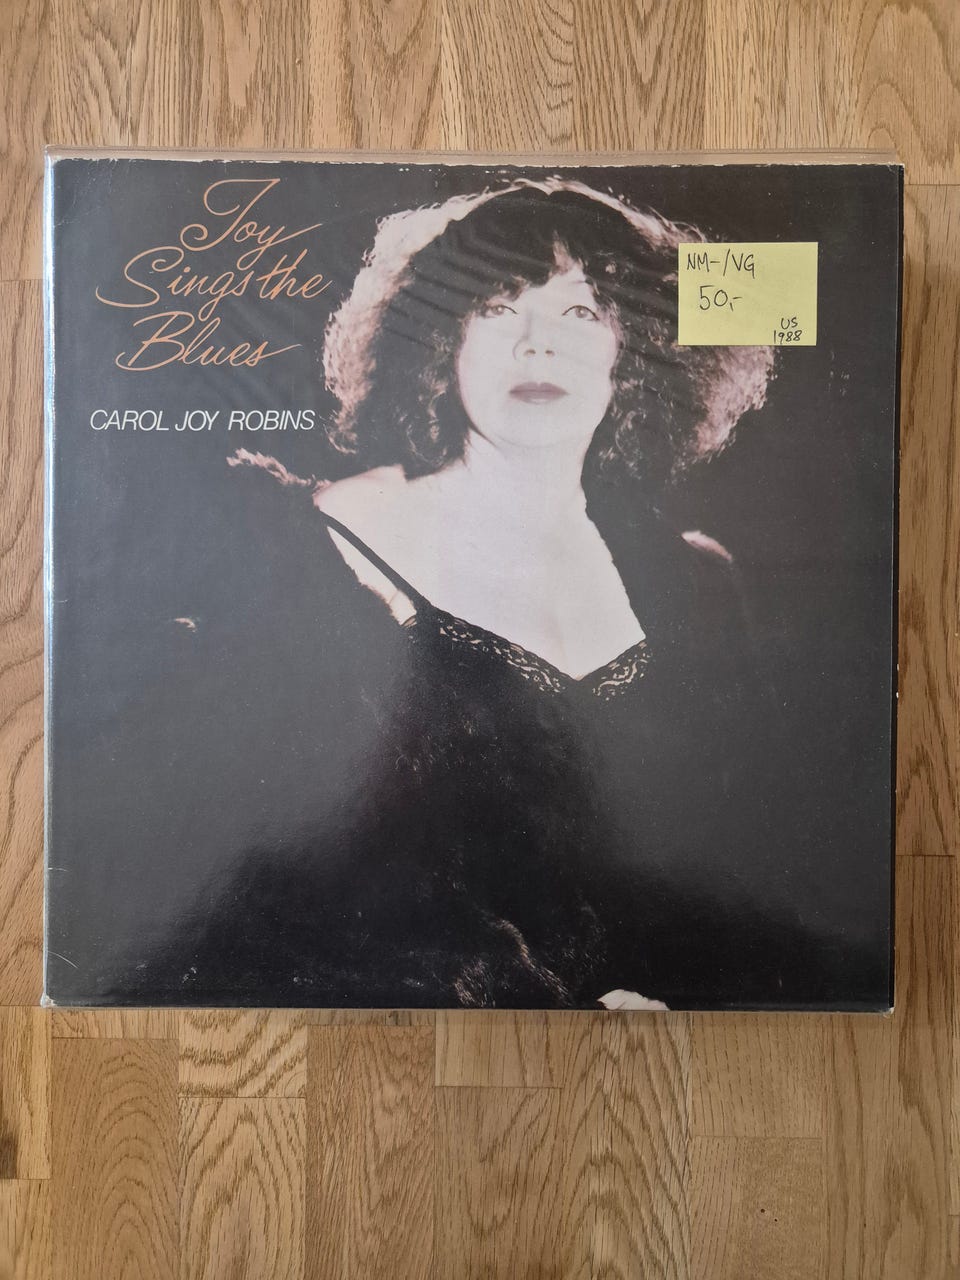 Joy
Sings the
Blues
CAROL JOY ROBINS
NM-/VG
50,-
US
1988